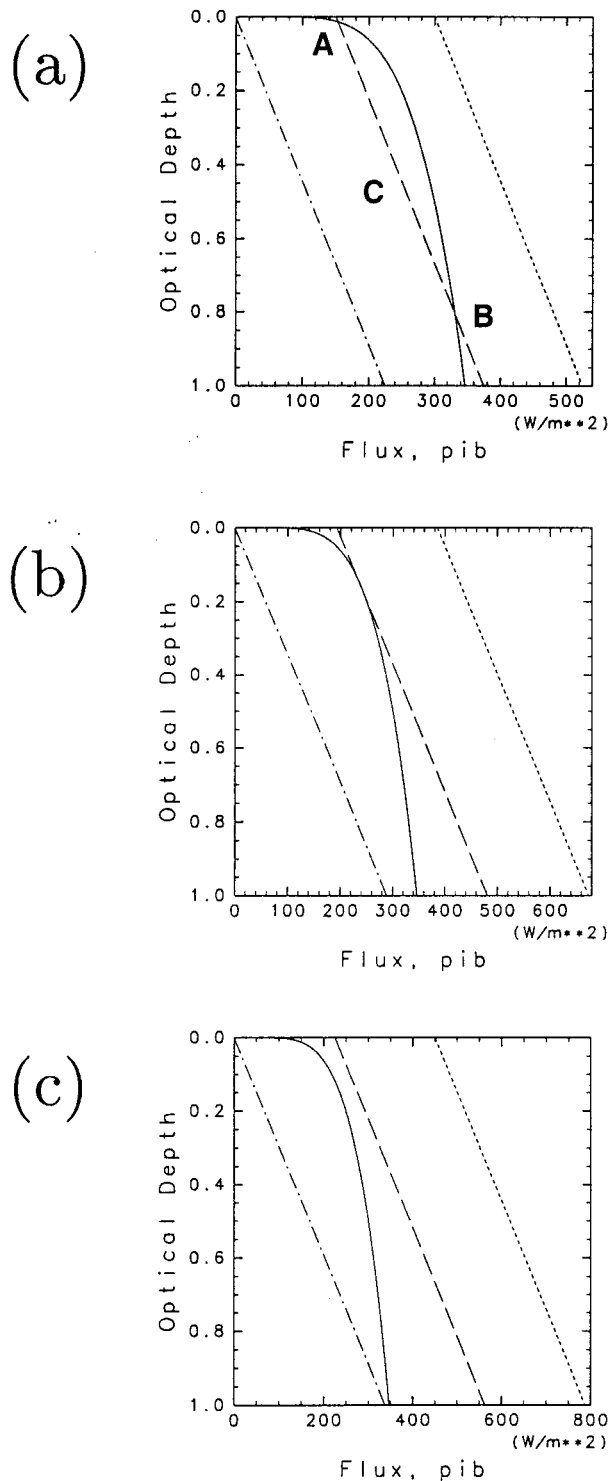 (a)
0.0
0.2
0.4
0.6
0.8
1.0
Optical Depth
A
C
B
0 100 200 300 400 500
(W/m**2)
Flux, pib
(b)
0.0
0.2
0.4
0.6
0.8
1.0
Optical Depth
0 100 200 300 400 500 600
(W/m**2)
Flux, pib
(c)
0.0
0.2
0.4
0.6
0.8
1.0
Optical Depth
0 200 400 600 800
(W/m**2)
Flux, pib